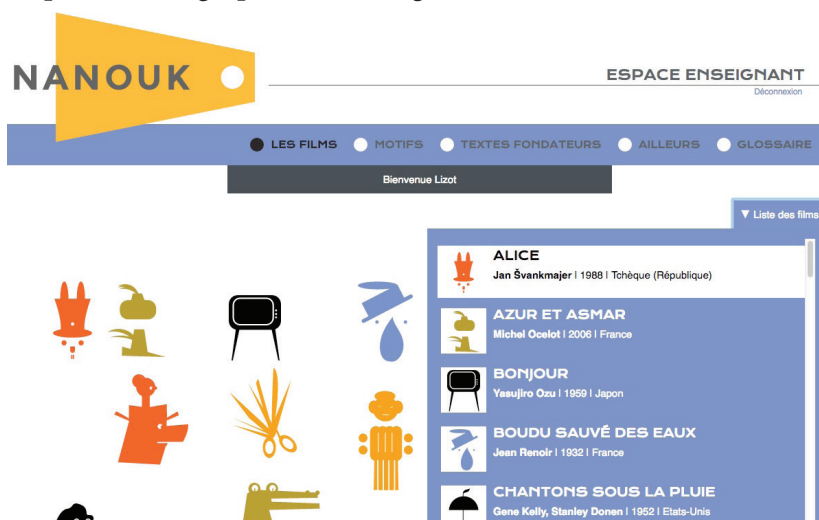 NANOUK
ESPACE ENSEIGNANT
Déconnexion
LES FILMS MOTIFS TEXTES FONDATEURS AILLEURS GLOSSAIRE
Bienvenue Lizot
▼ Liste des films
ALICE
Jan Švankmajer | 1988 | Tchèque (République)
AZUR ET ASMAR
Michel Ocelot | 2006 | France
BONJOUR
Yasujiro Ozu | 1959 | Japon
BOUDU SAUVÉ DES EAUX
Jean Renoir | 1932 | France
CHANTONS SOUS LA PLUIE
Gene Kelly, Stanley Donen | 1952 | Etats-Unis